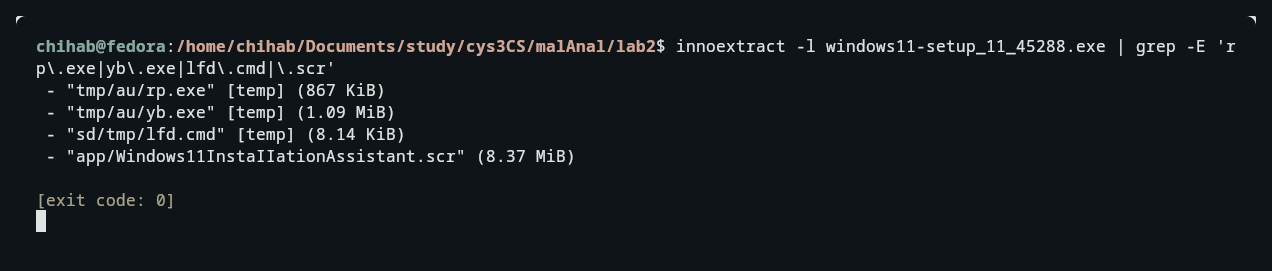 chihab@fedora:/home/chihab/Documents/study/cys3CS/malAnal/lab2$ innoextract -l windows11-setup_11_45288.exe | grep -E 'r
p\.exe|yb\.exe|lfd\.cmd|\.scr'
- "tmp/au/rp.exe" [temp] (867 KiB)
- "tmp/au/yb.exe" [temp] (1.09 MiB)
- "sd/tmp/lfd.cmd" [temp] (8.14 KiB)
- "app/Windows11InstaIIationAssistant.scr" (8.37 MiB)
[exit code: 0]